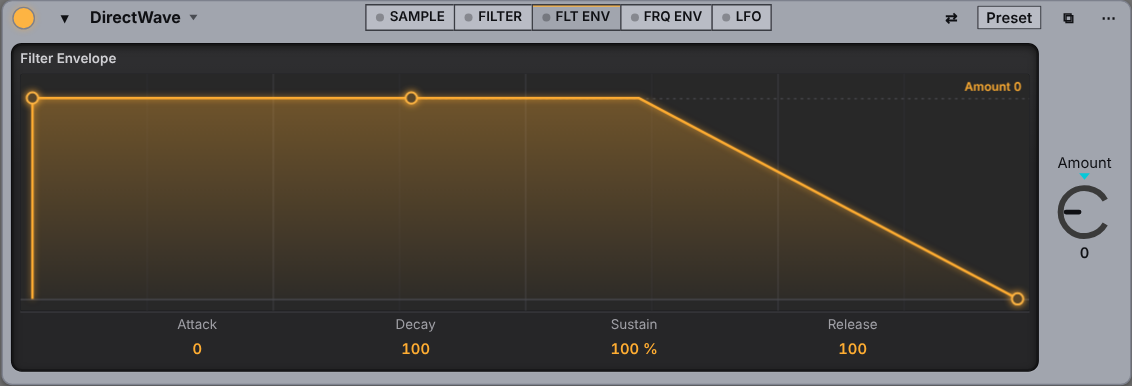 DirectWave
SAMPLE FILTER FLT ENV FRQ ENV LFO
Preset
Filter Envelope
Amount 0
Amount
0
Attack Decay Sustain Release
0 100 100 % 100